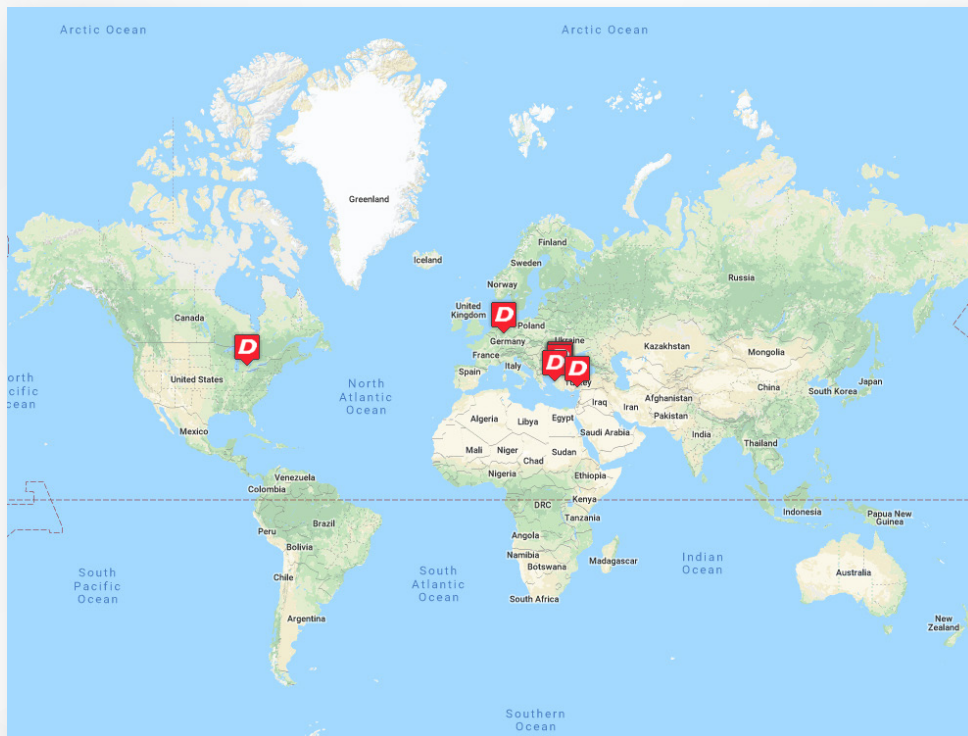 Arctic Ocean
Arctic Ocean
Greenland
Iceland
Finland
Sweden
Norway
Russia
Canada
United
Kingdom
D
Poland
Germany
Ukraine
D
France
Kazakhstan
Mongolia
D
D
Italy
Spain
United States
North
Atlantic
Ocean
China
Japan
South Korea
Afghanistan
Iraq
Iran
Pakistan
Algeria
Libya
Egypt
Saudi Arabia
India
Mexico
Mali
Niger
Chad
Sudan
Thailand
Venezuela
Colombia
Nigeria
Ethiopia
DRC
Kenya
Tanzania
Indonesia
Papua New
Guinea
Brazil
Peru
Bolivia
Angola
Namibia
Botswana
Madagascar
Indian
Ocean
South
Pacific
Ocean
South
Atlantic
Ocean
Chile
Australia
South Africa
Argentina
New
Zealand
Southern
Ocean